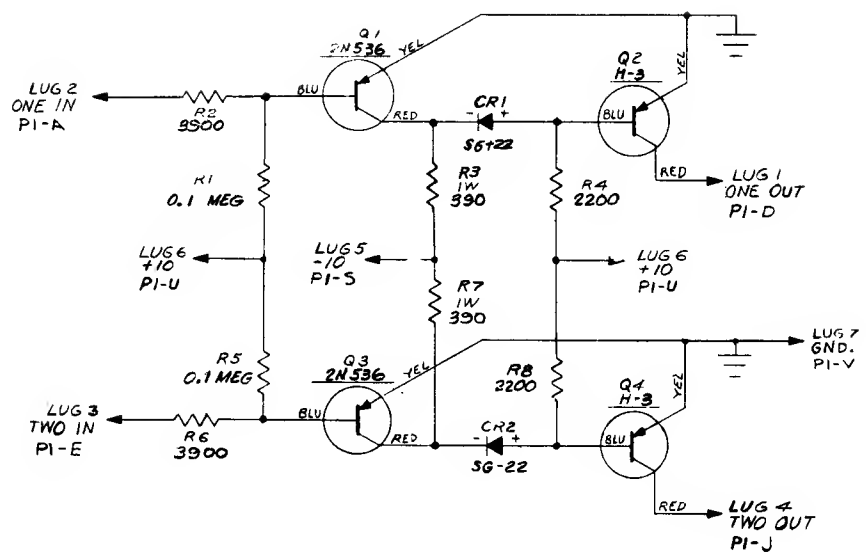 Q1
2N536
YEL
Q2
H-3
YEL
LUG 2
ONE IN
P1-A
BLU
R2
3900
RED
- CR1 +
SG+22
BLU
R1
0.1 MEG
R3
1W
390
R4
2200
RED
LUG 1
ONE OUT
P1-D
LUG 6
+10
P1-U
LUG 5
-10
P1-S
LUG 6
+10
P1-U
R7
1W
390
R5
0.1 MEG
Q3
2N536
YEL
R8
2200
Q4
H-3
YEL
LUG 7
GND.
P1-V
LUG 3
TWO IN
P1-E
R6
3900
BLU
RED
- CR2 +
SG-22
BLU
RED
LUG 4
TWO OUT
P1-J